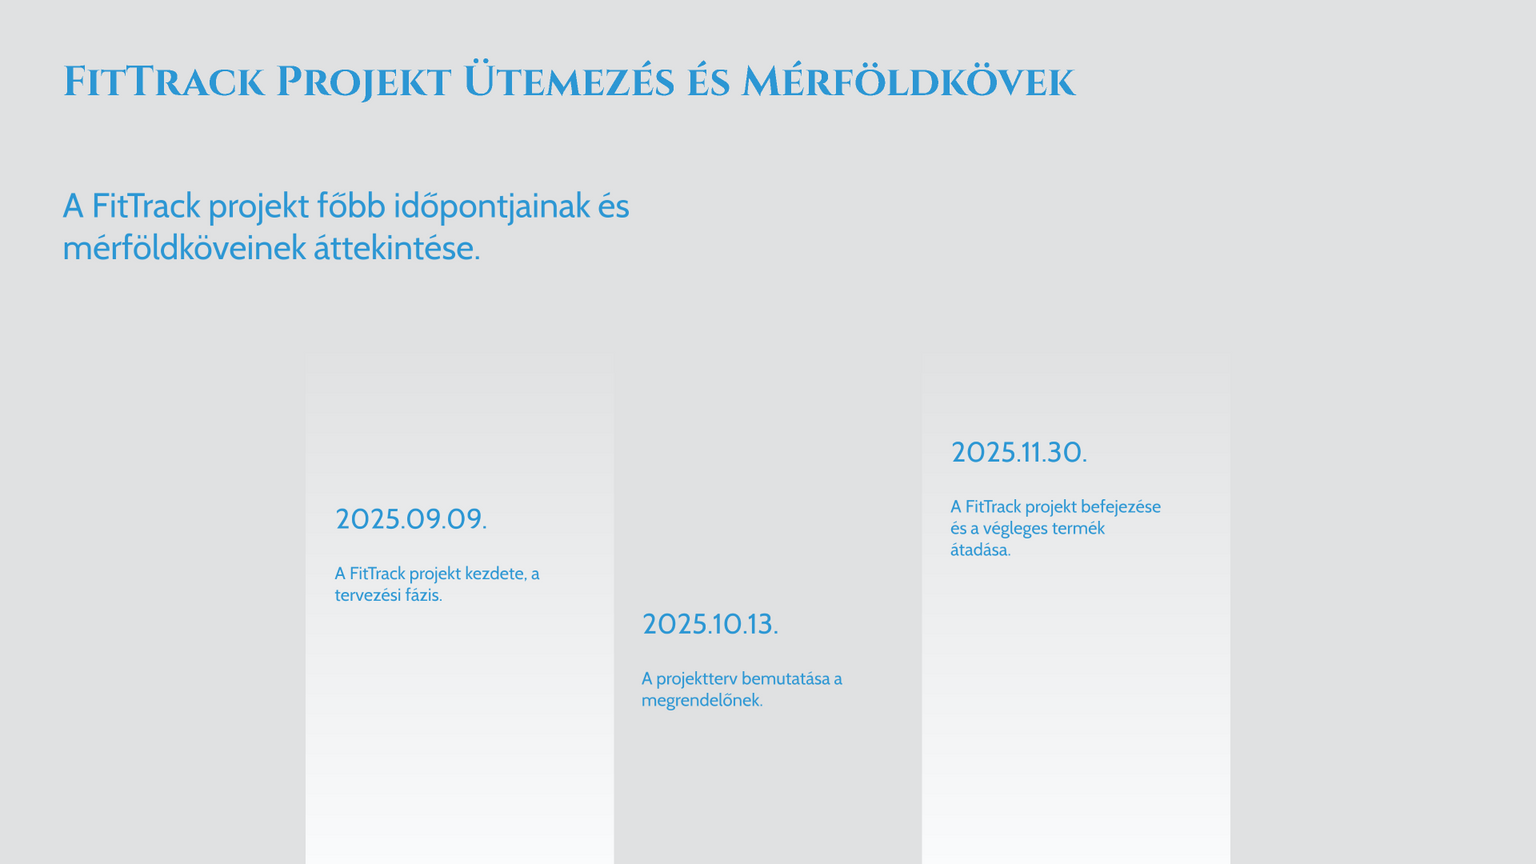 FitTrack Projekt Ütemezés és Mérföldkövek
A FitTrack projekt főbb időpontjainak és
mérföldköveinek áttekintése.
2025.09.09.
A FitTrack projekt kezdete, a
tervezési fázis.
2025.10.13.
A projektterv bemutatása a
megrendelőnek.
2025.11.30.
A FitTrack projekt befejezése
és a végleges termék
átadása.